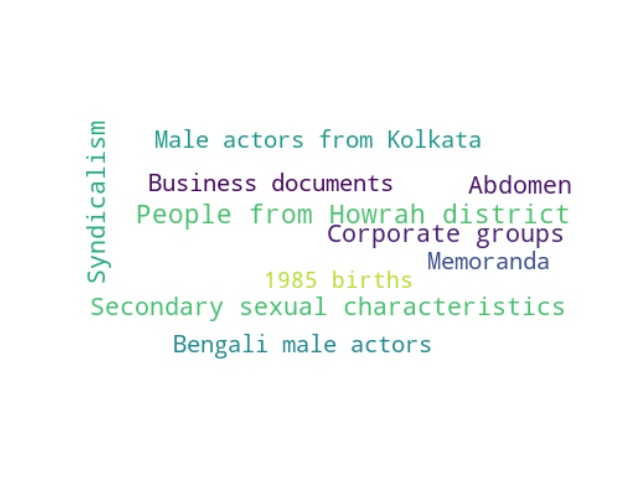 Syndicalism
Male actors from Kolkata
Business documents
Abdomen
People from Howrah district
Corporate groups
Memoranda
1985 births
Secondary sexual characteristics
Bengali male actors